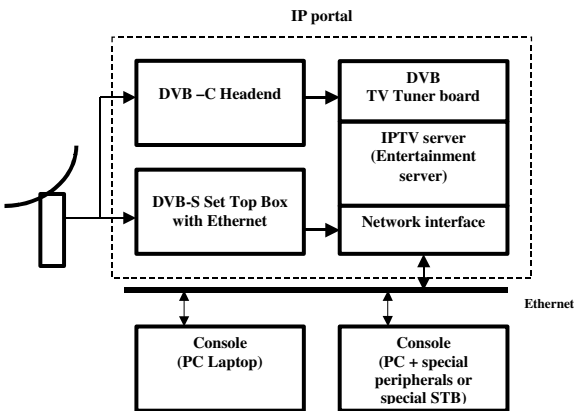 IP portal
DVB –C Headend
DVB
TV Tuner board
IPTV server
(Entertainment
server)
DVB-S Set Top Box
with Ethernet
Network interface
Ethernet
Console
(PC Laptop)
Console
(PC + special
peripherals or
special STB)